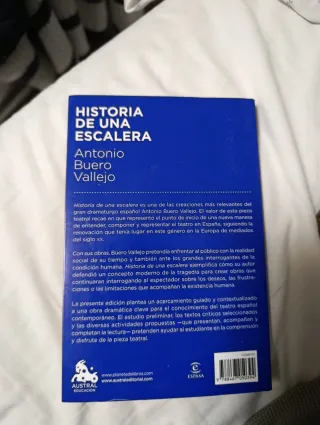 HISTORIA
DE UNA
ESCALERA
Antonio
Buero
Vallejo
Historia de una escalera es una de las creaciones más relevantes del
gran dramaturgo español Antonio Buero Vallejo. El valor de esta pieza
teatral recae en que representó el punto de inicio de una nueva manera
de entender, componer y representar el teatro en España, siguiendo
la renovación que tenía lugar en este género en la Europa de mediados
del siglo XX.
Con sus obras, Buero Vallejo pretendía enfrentar al público con la realidad
social de su tiempo y también ante los grandes interrogantes de la
condición humana. Historia de una escalera ejemplifica cómo su autor
defendió un concepto moderno de la tragedia para crear obras que
continuaran interrogando al espectador sobre los deseos, las frustra-
ciones o las limitaciones que acompañan la existencia humana.
La presente edición plantea un acercamiento guiado y contextualizado
a una obra dramática clave para el conocimiento del teatro español
contemporáneo. El estudio preliminar, los textos críticos seleccionados
y las diversas actividades propuestas —que presentan, acompañan y
completan la lectura— pretenden ayudar al estudiante en la comprensión
y disfrute de la pieza teatral.
AUSTRAL
EDUCACIÓN
www.planetadelibros.com
www.australeditorial.com
ESPASA